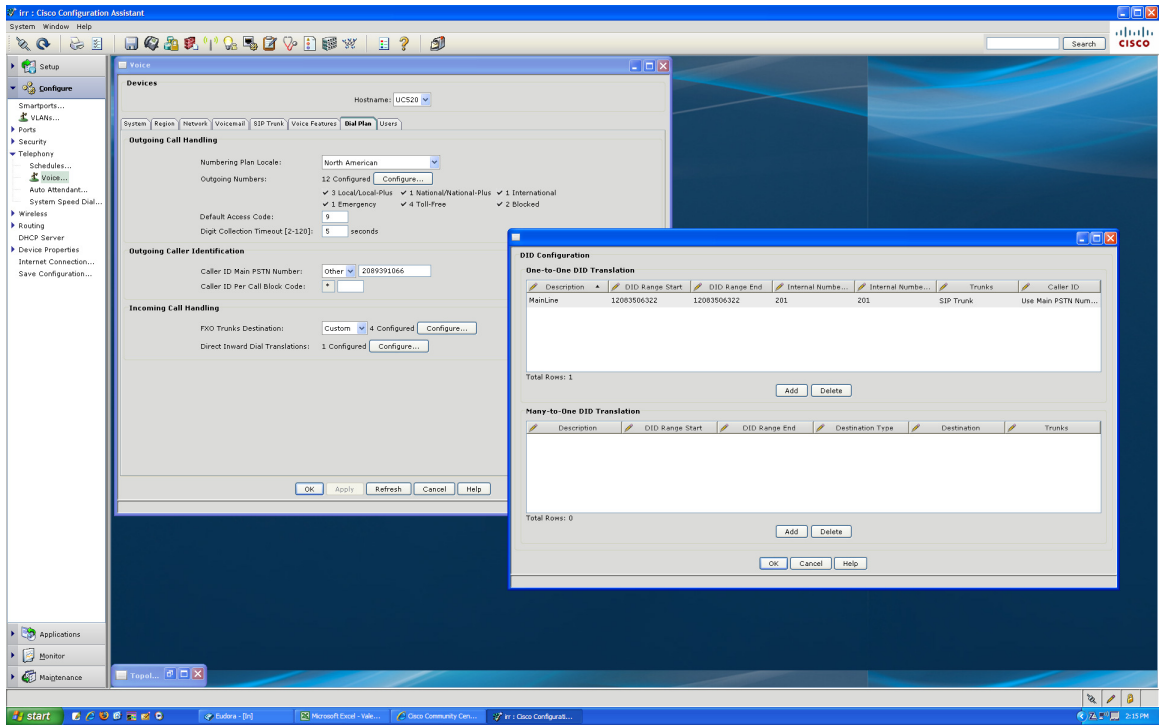 irr : Cisco Configuration Assistant
System Window Help
Search
CISCO
Setup
Configure
Smartports...
VLANs...
Ports
Security
Telephony
Schedules...
Voice...
Auto Attendant...
System Speed Dial...
Wireless
Routing
DHCP Server
Device Properties
Internet Connection...
Save Configuration...
Applications
Monitor
Maintenance
Voice
Devices
Hostname: UC520
System Region Network Voicemail SIP Trunk Voice Features Dial Plan Users
Outgoing Call Handling
Numbering Plan Locale: North American
Outgoing Numbers: 12 Configured Configure...
✓ 3 Local/Local-Plus ✓ 1 National/National-Plus ✓ 1 International
✓ 1 Emergency ✓ 4 Toll-Free ✓ 2 Blocked
Default Access Code: 9
Digit Collection Timeout [2-120]: 5 seconds
Outgoing Caller Identification
Caller ID Main PSTN Number: Other 2089391066
Caller ID Per Call Block Code: *
Incoming Call Handling
FXO Trunks Destination: Custom 4 Configured Configure...
Direct Inward Dial Translations: 1 Configured Configure...
OK Apply Refresh Cancel Help
DID Configuration
One-to-One DID Translation
Description DID Range Start DID Range End Internal Numbe... Internal Numbe... Trunks Caller ID
MainLine 12083506322 12083506322 201 201 SIP Trunk Use Main PSTN Num...
Total Rows: 1
Add Delete
Many-to-One DID Translation
Description DID Range Start DID Range End Destination Type Destination Trunks
Total Rows: 0
Add Delete
OK Cancel Help
Topol...
start Eudora - [In] Microsoft Excel - Vale... Cisco Community Cen... irr : Cisco Configurati... 2:15 PM